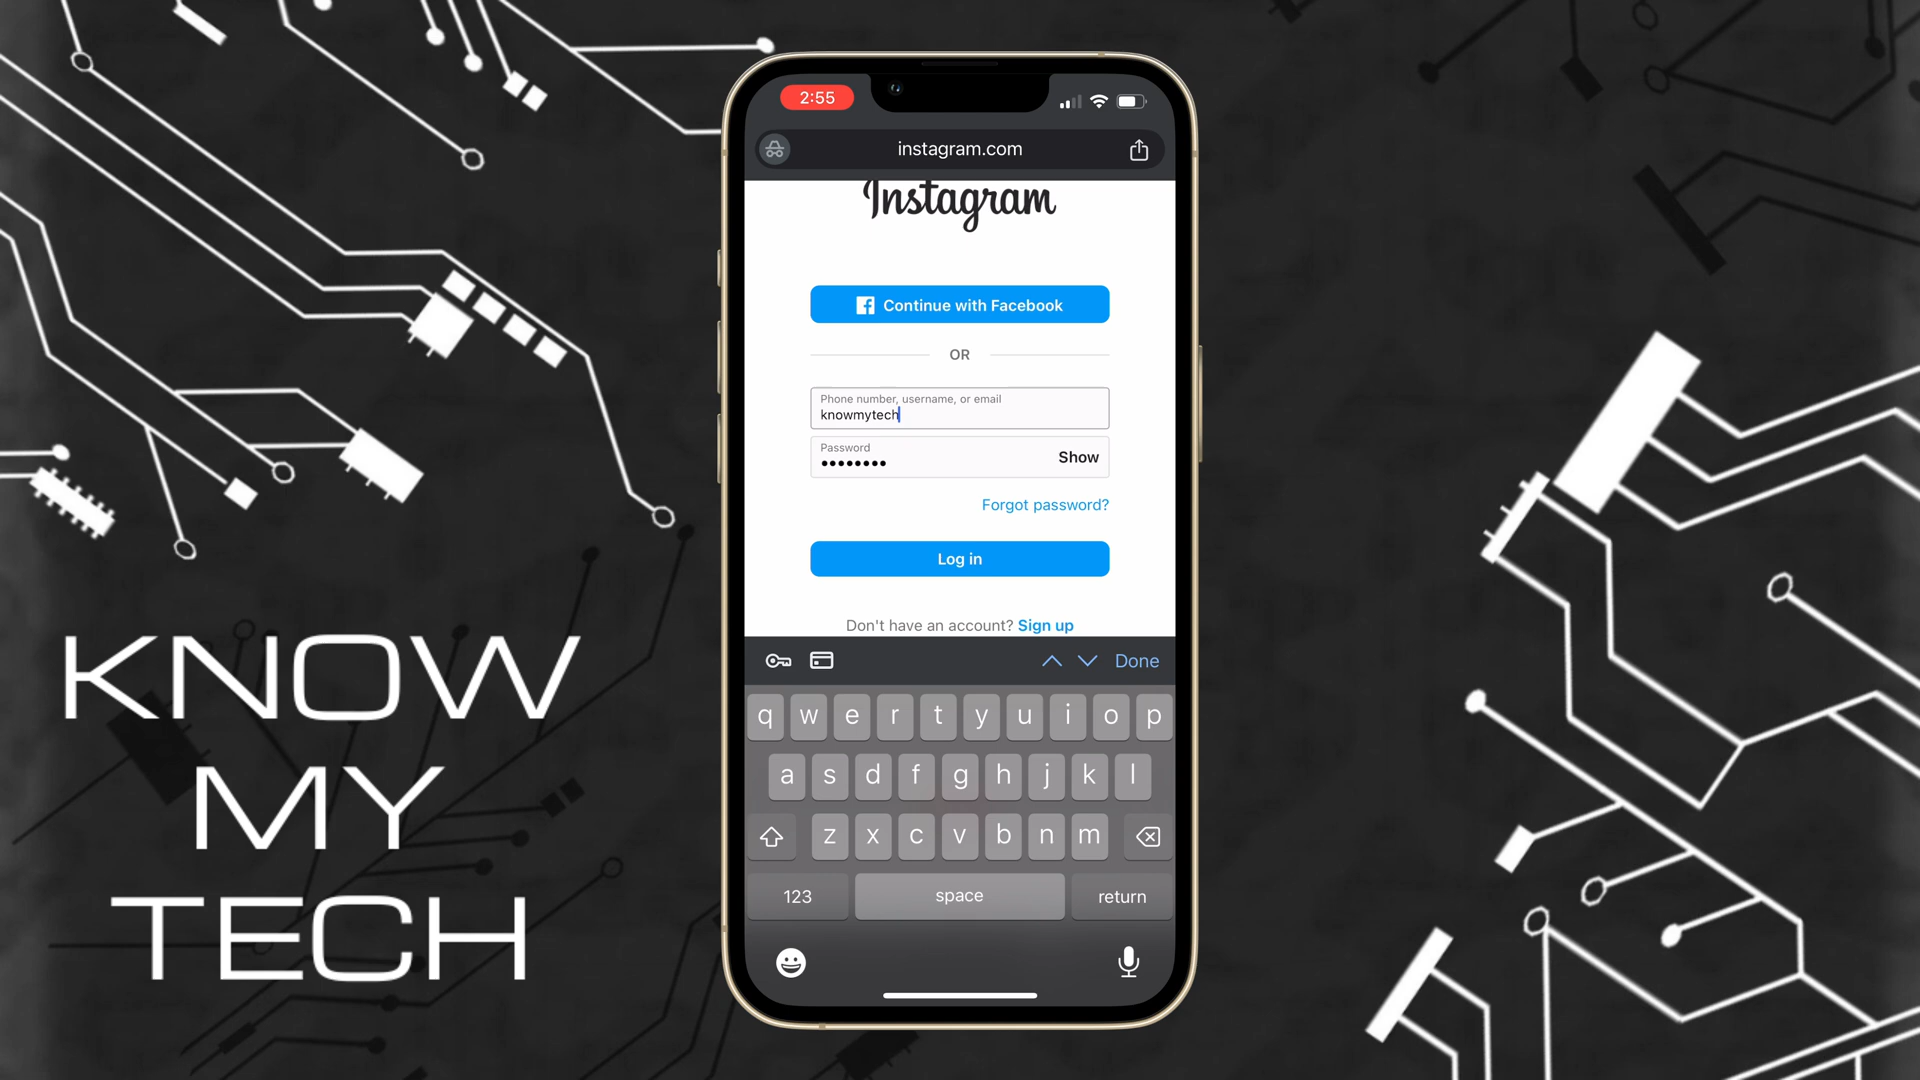 2:55
instagram.com
Instagram
Continue with Facebook
OR
Phone number, username, or email
knowmytech
Password
••••••••
Show
Forgot password?
Log in
Don't have an account? Sign up
Done
q w e r t y u i o p
a s d f g h j k l
z x c v b n m
123 space return
KNOW
MY
TECH